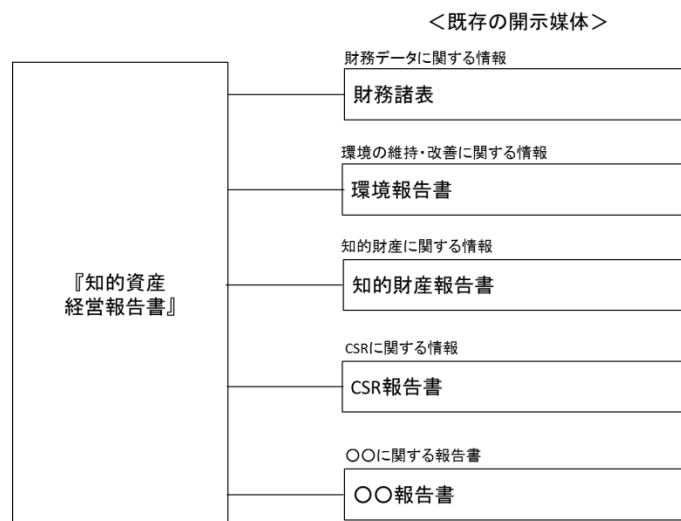 ＜既存の開示媒体＞
財務データに関する情報
財務諸表
環境の維持・改善に関する情報
環境報告書
知的財産に関する情報
知的財産報告書
『知的資産
経営報告書』
CSRに関する情報
CSR報告書
〇〇に関する報告書
〇〇報告書